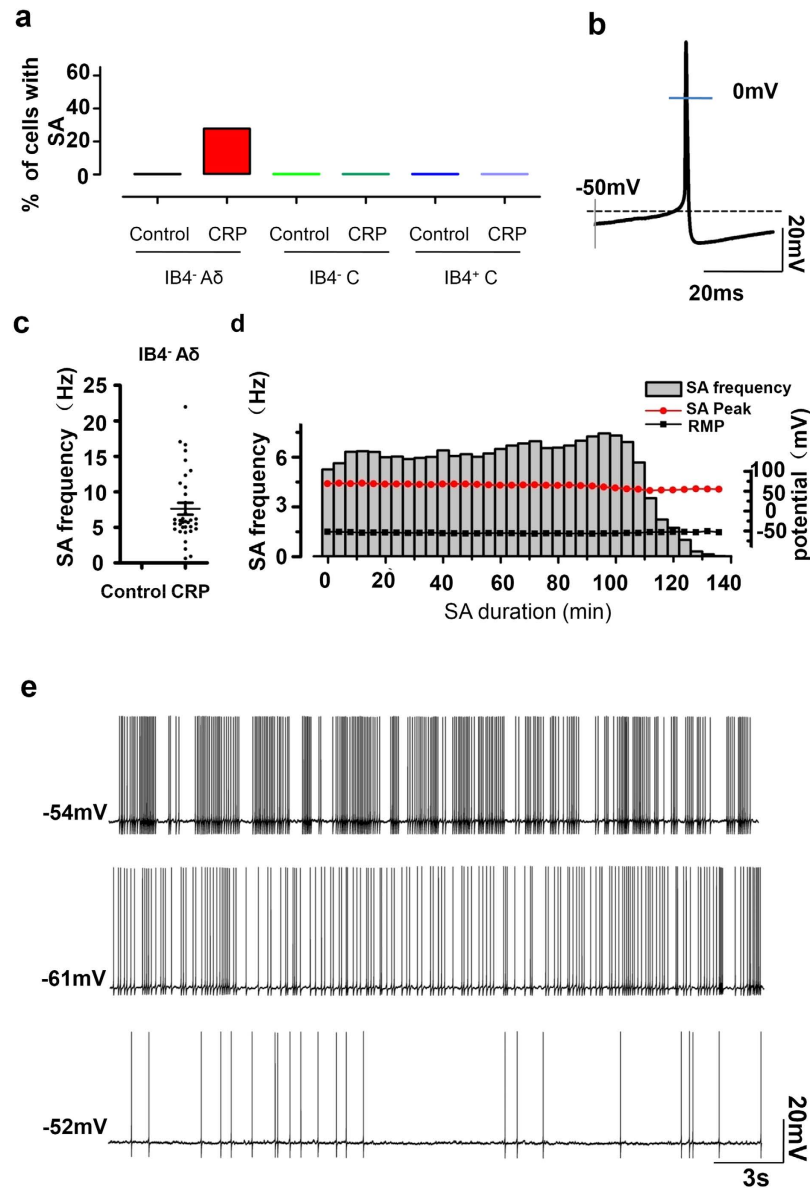 a
% of cells with
SA
60
40
20
0
Control CRP Control CRP Control CRP
IB4- Aδ IB4- C IB4+ C
b
0mV
-50mV
20mV
20ms
c
IB4- Aδ
SA frequency (Hz)
25
20
15
10
5
0
Control CRP
d
SA frequency (Hz)
6
3
0
SA frequency
SA Peak
RMP
potential (mV)
100
50
0
-50
0 20 40 60 80 100 120 140
SA duration (min)
e
-54mV
-61mV
-52mV
20mV
3s